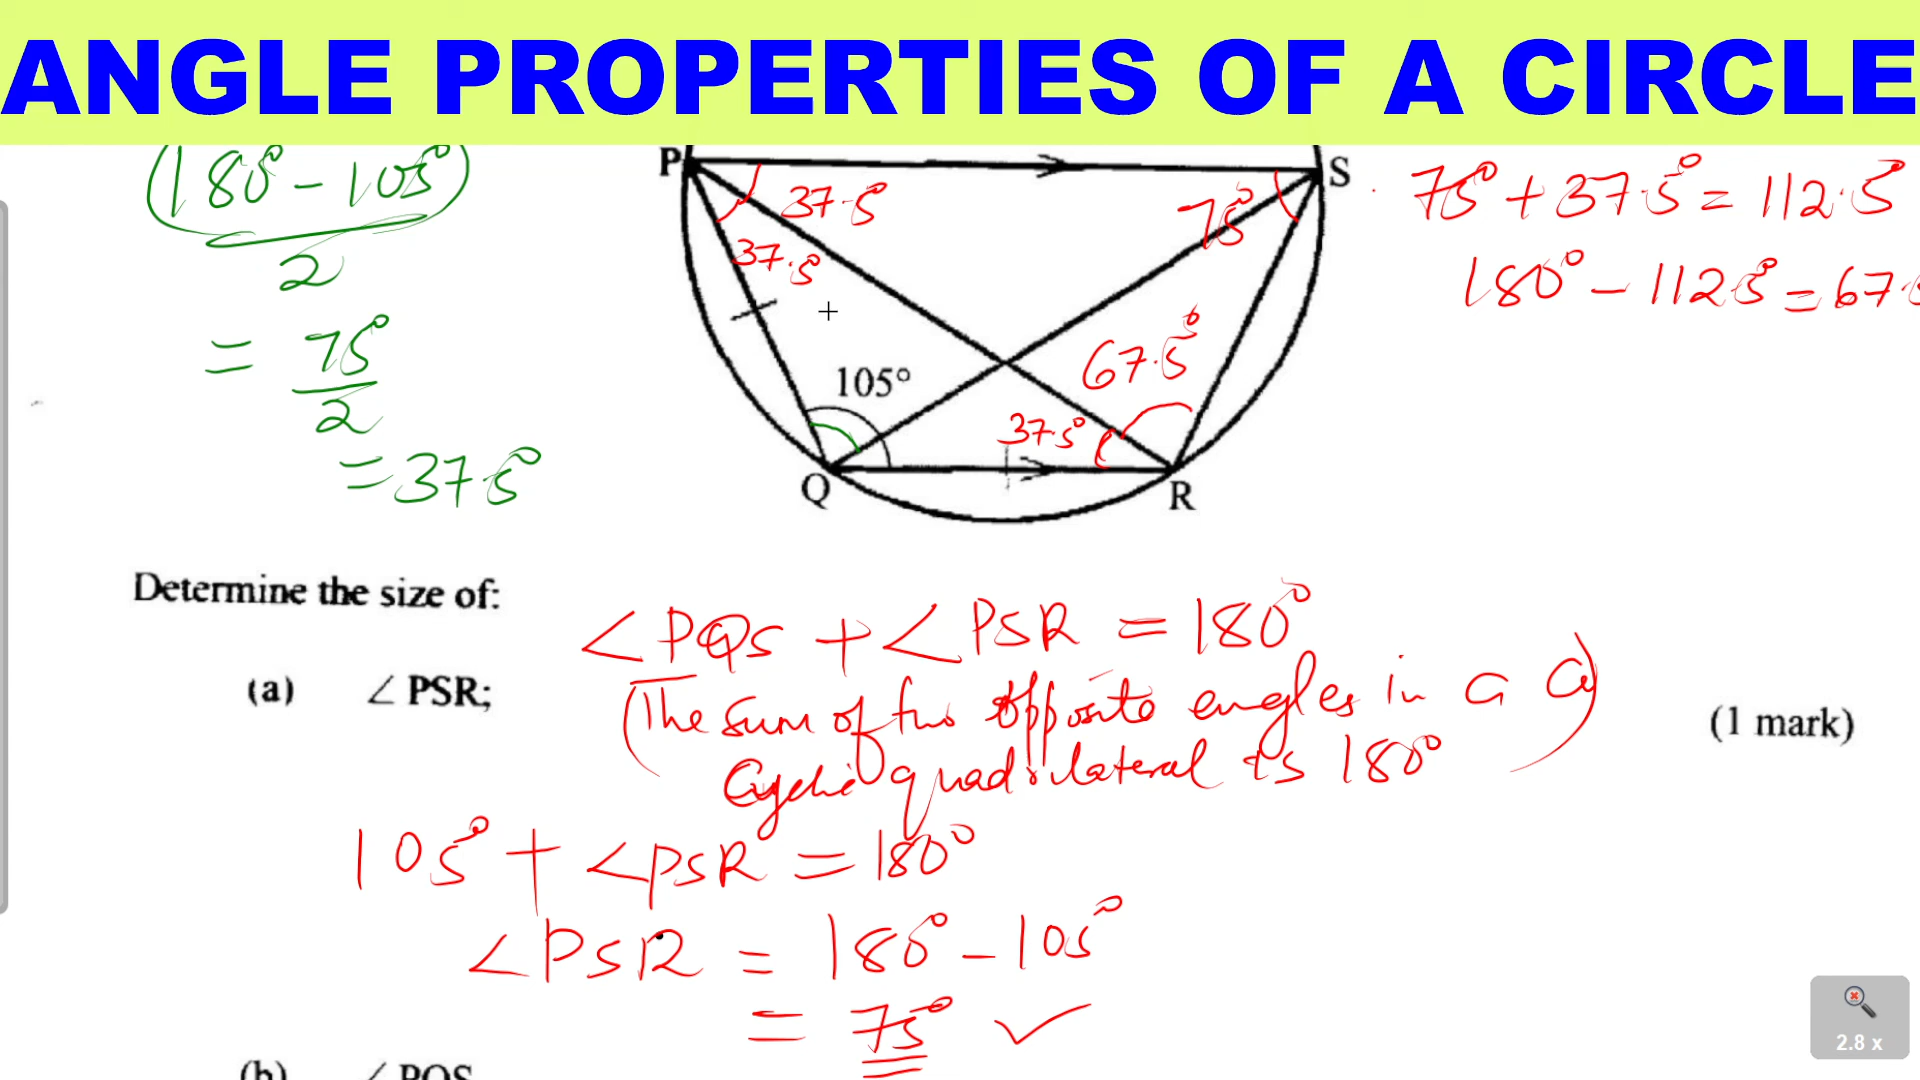 ANGLE PROPERTIES OF A CIRCLE
(180° - 105°)
2
= 75°
2
= 37.5°
P
S
37.5°
75°
37.5°
105°
67.5°
37.5°
Q
R
75° + 37.5° = 112.5°
180° - 112.5° = 67.
Determine the size of:
(a) ∠ PSR;
∠PQS + ∠PSR = 180°
(The sum of two opposite angles in a
cyclic quadrilateral is 180°
(1 mark)
105° + ∠PSR = 180°
∠PSR = 180° - 105°
= 75° ✓
(b) ∠ PQS
2.8 x